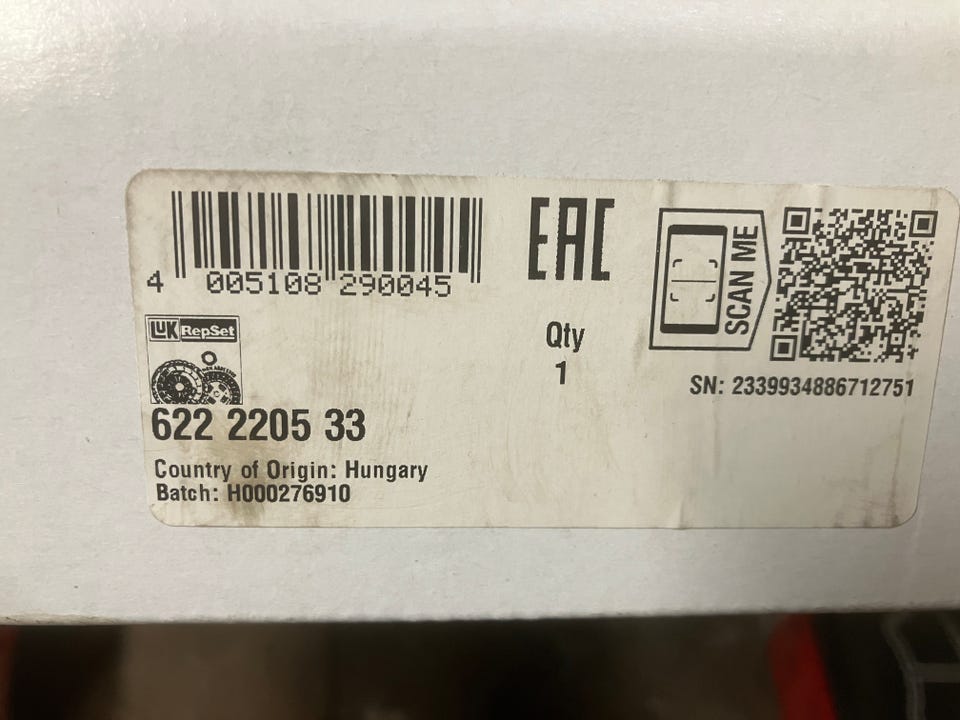 4 005108 290045
EAC
SCAN ME
Qty
1
SN: 2339934886712751
LUK RepSet
622 2205 33
Country of Origin: Hungary
Batch: H000276910